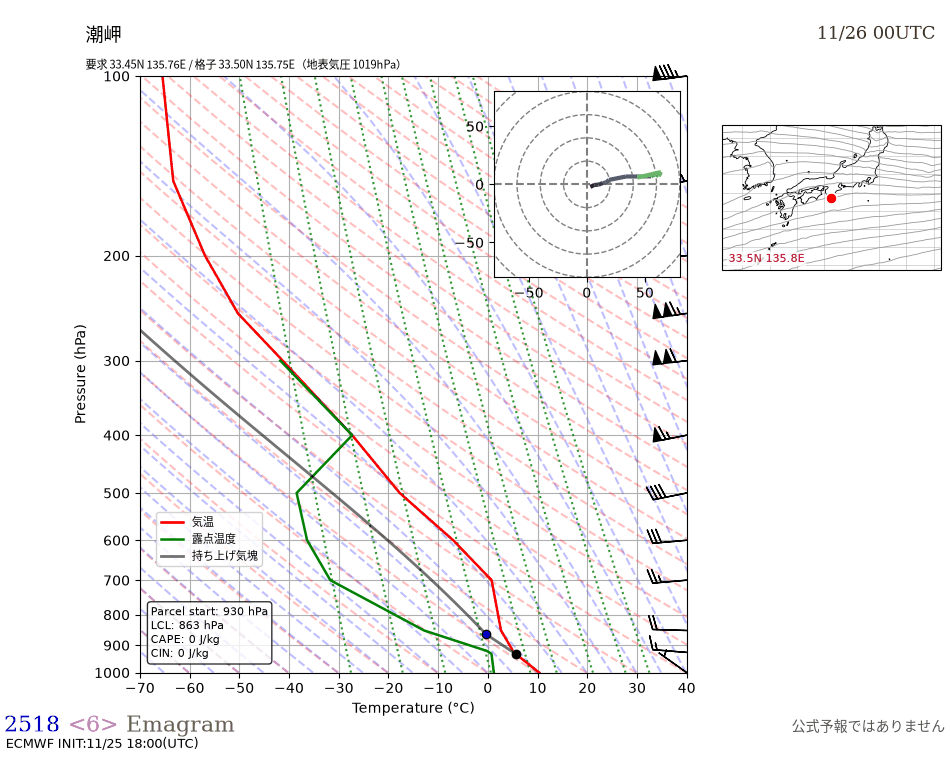 潮岬
11/26 00UTC
要求 33.45N 135.76E / 格子 33.50N 135.75E（地表気圧 1019hPa）
100
200
300
400
500
600
700
800
900
1000
Pressure (hPa)
−70 −60 −50 −40 −30 −20 −10 0 10 20 30 40
Temperature (°C)
50
0
−50
−50 0 50
気温
露点温度
持ち上げ気塊
Parcel start: 930 hPa
LCL: 863 hPa
CAPE: 0 J/kg
CIN: 0 J/kg
33.5N 135.8E
2518 <6> Emagram
ECMWF INIT:11/25 18:00(UTC)
公式予報ではありません